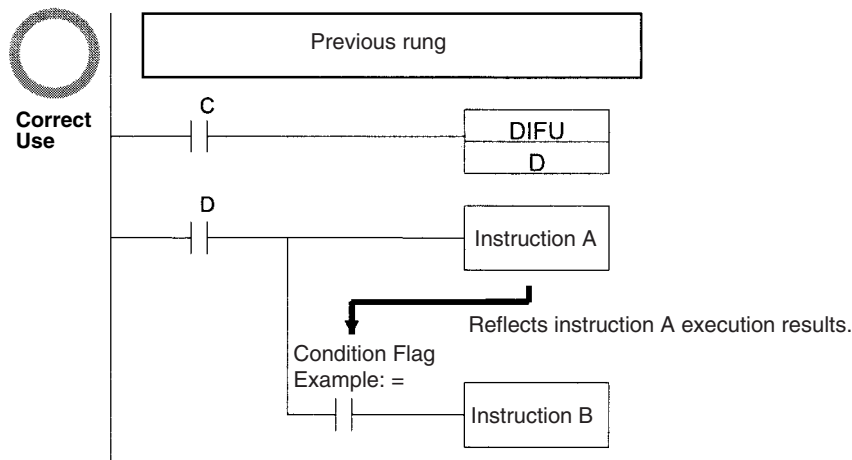 Previous rung
Correct
Use
C
DIFU
D
D
Instruction A
Reflects instruction A execution results.
Condition Flag
Example: =
Instruction B